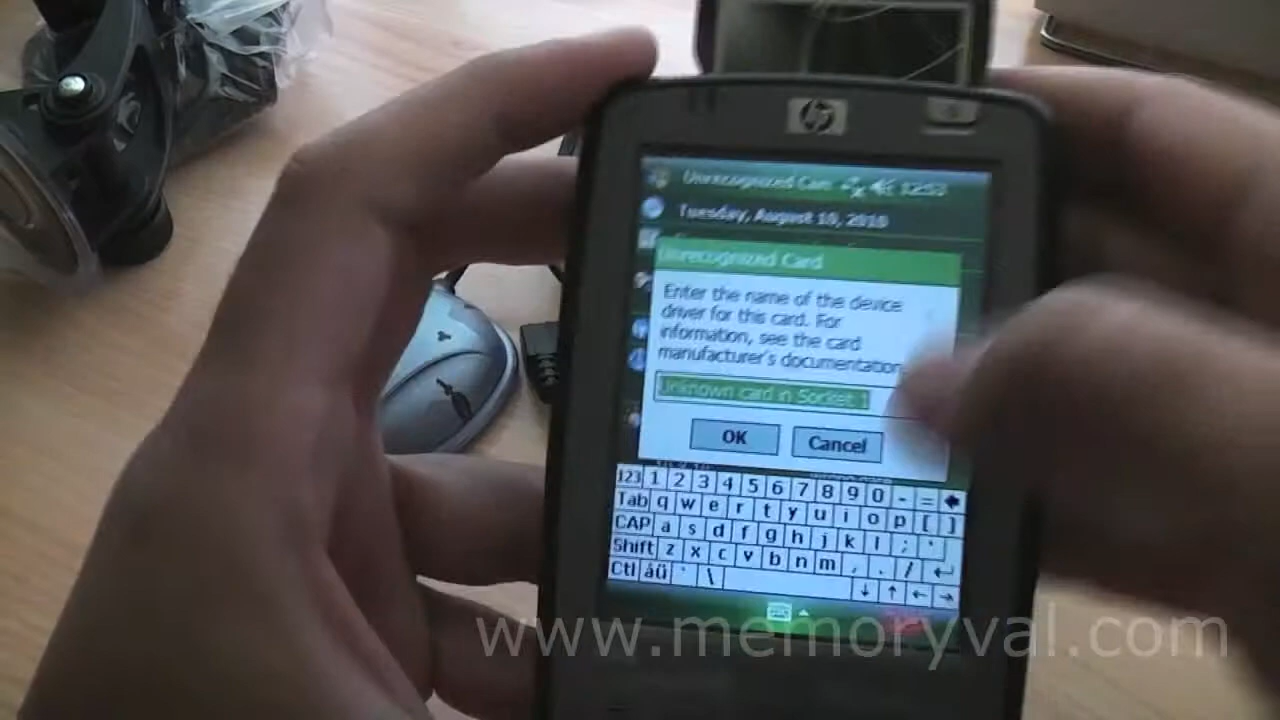 hp
Unrecognized Card 12:53
Tuesday, August 10, 2010
Unrecognized Card
Enter the name of the device
driver for this card. For
information, see the card
manufacturer's documentation
Unknown card in Socket 1
OK Cancel
123 1 2 3 4 5 6 7 8 9 0 - =
Tab q w e r t y u i o p [ ]
CAP a s d f g h j k l ; '
Shift z x c v b n m , . /
Ctl áü ` \
www.memoryval.com